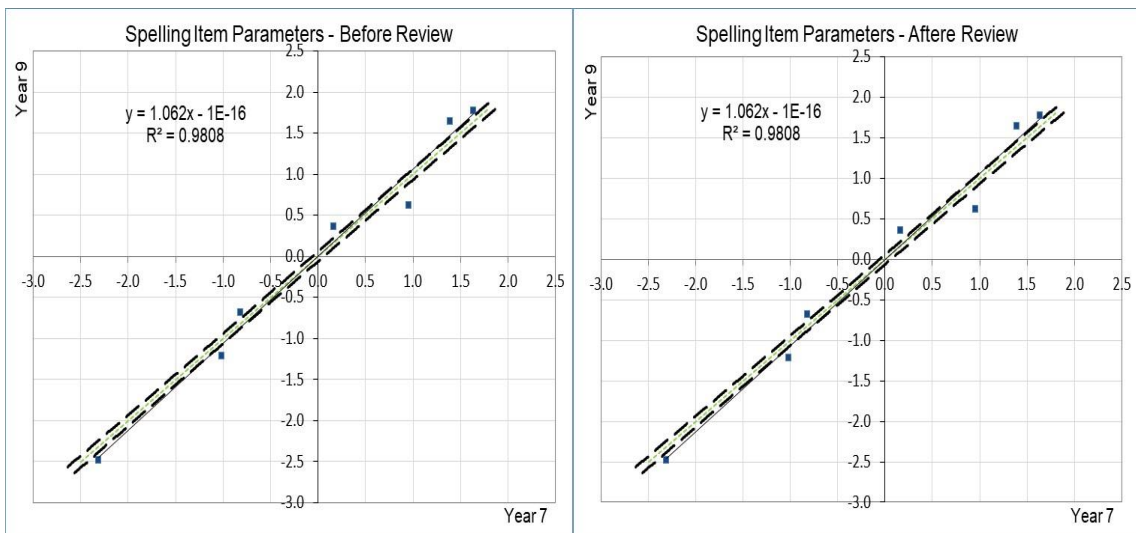 Spelling Item Parameters - Before Review
Year 9
2.5
2.0
1.5
1.0
0.5
0.0
-0.5
-1.0
-1.5
-2.0
-2.5
-3.0
y = 1.062x - 1E-16
R² = 0.9808
-3.0 -2.5 -2.0 -1.5 -1.0 -0.5 0.0 0.5 1.0 1.5 2.0 2.5
Year 7
Spelling Item Parameters - Aftere Review
Year 9
2.5
2.0
1.5
1.0
0.5
0.0
-0.5
-1.0
-1.5
-2.0
-2.5
-3.0
y = 1.062x - 1E-16
R² = 0.9808
-3.0 -2.5 -2.0 -1.5 -1.0 -0.5 0.0 0.5 1.0 1.5 2.0 2.5
Year 7